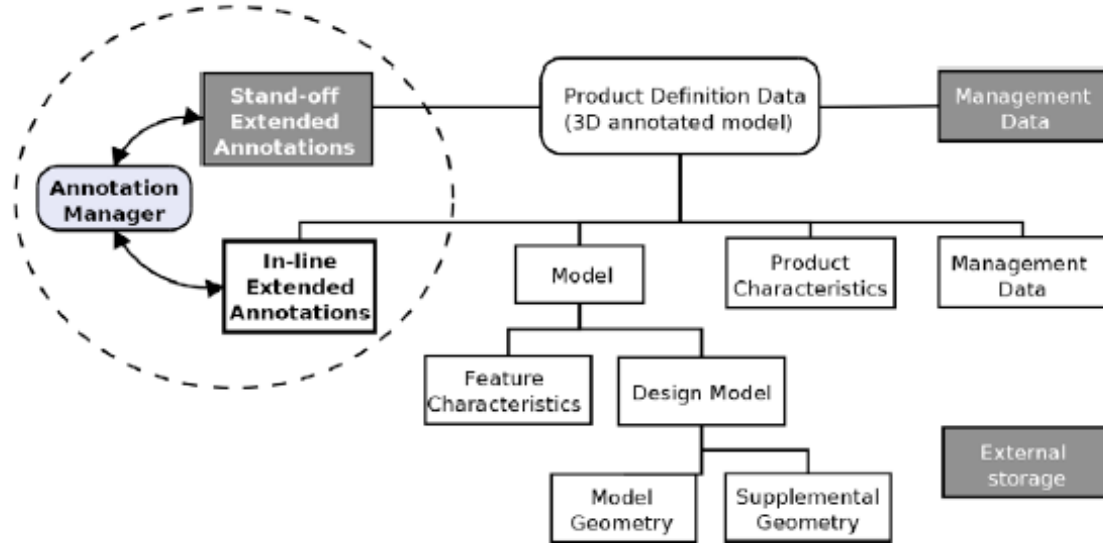 Stand-off
Extended
Annotations
Product Definition Data
(3D annotated model)
Management
Data
Annotation
Manager
In-line
Extended
Annotations
Model
Product
Characteristics
Management
Data
Feature
Characteristics
Design Model
External
storage
Model
Geometry
Supplemental
Geometry